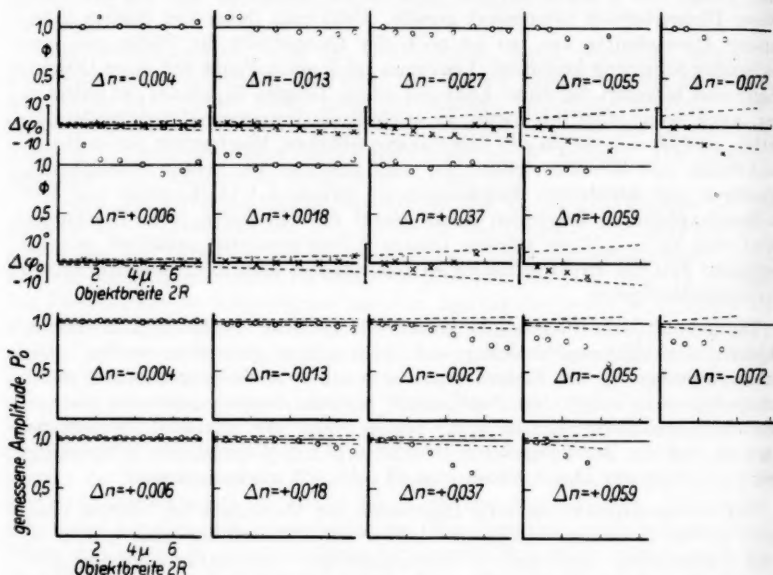 1,0
Φ
0,5
Δn=-0,004 Δn=-0,013 Δn=-0,027 Δn=-0,055 Δn=-0,072
10°
Δφ₀
-10
1,0
Φ
0,5
Δn=+0,006 Δn=+0,018 Δn=+0,037 Δn=+0,059
10°
Δφ₀
-10
2 4μ 6
Objektbreite 2R
gemessene Amplitude P₀'
1,0
0,5
Δn=-0,004 Δn=-0,013 Δn=-0,027 Δn=-0,055 Δn=-0,072
1,0
0,5
Δn=+0,006 Δn=+0,018 Δn=+0,037 Δn=+0,059
2 4μ 6
Objektbreite 2R